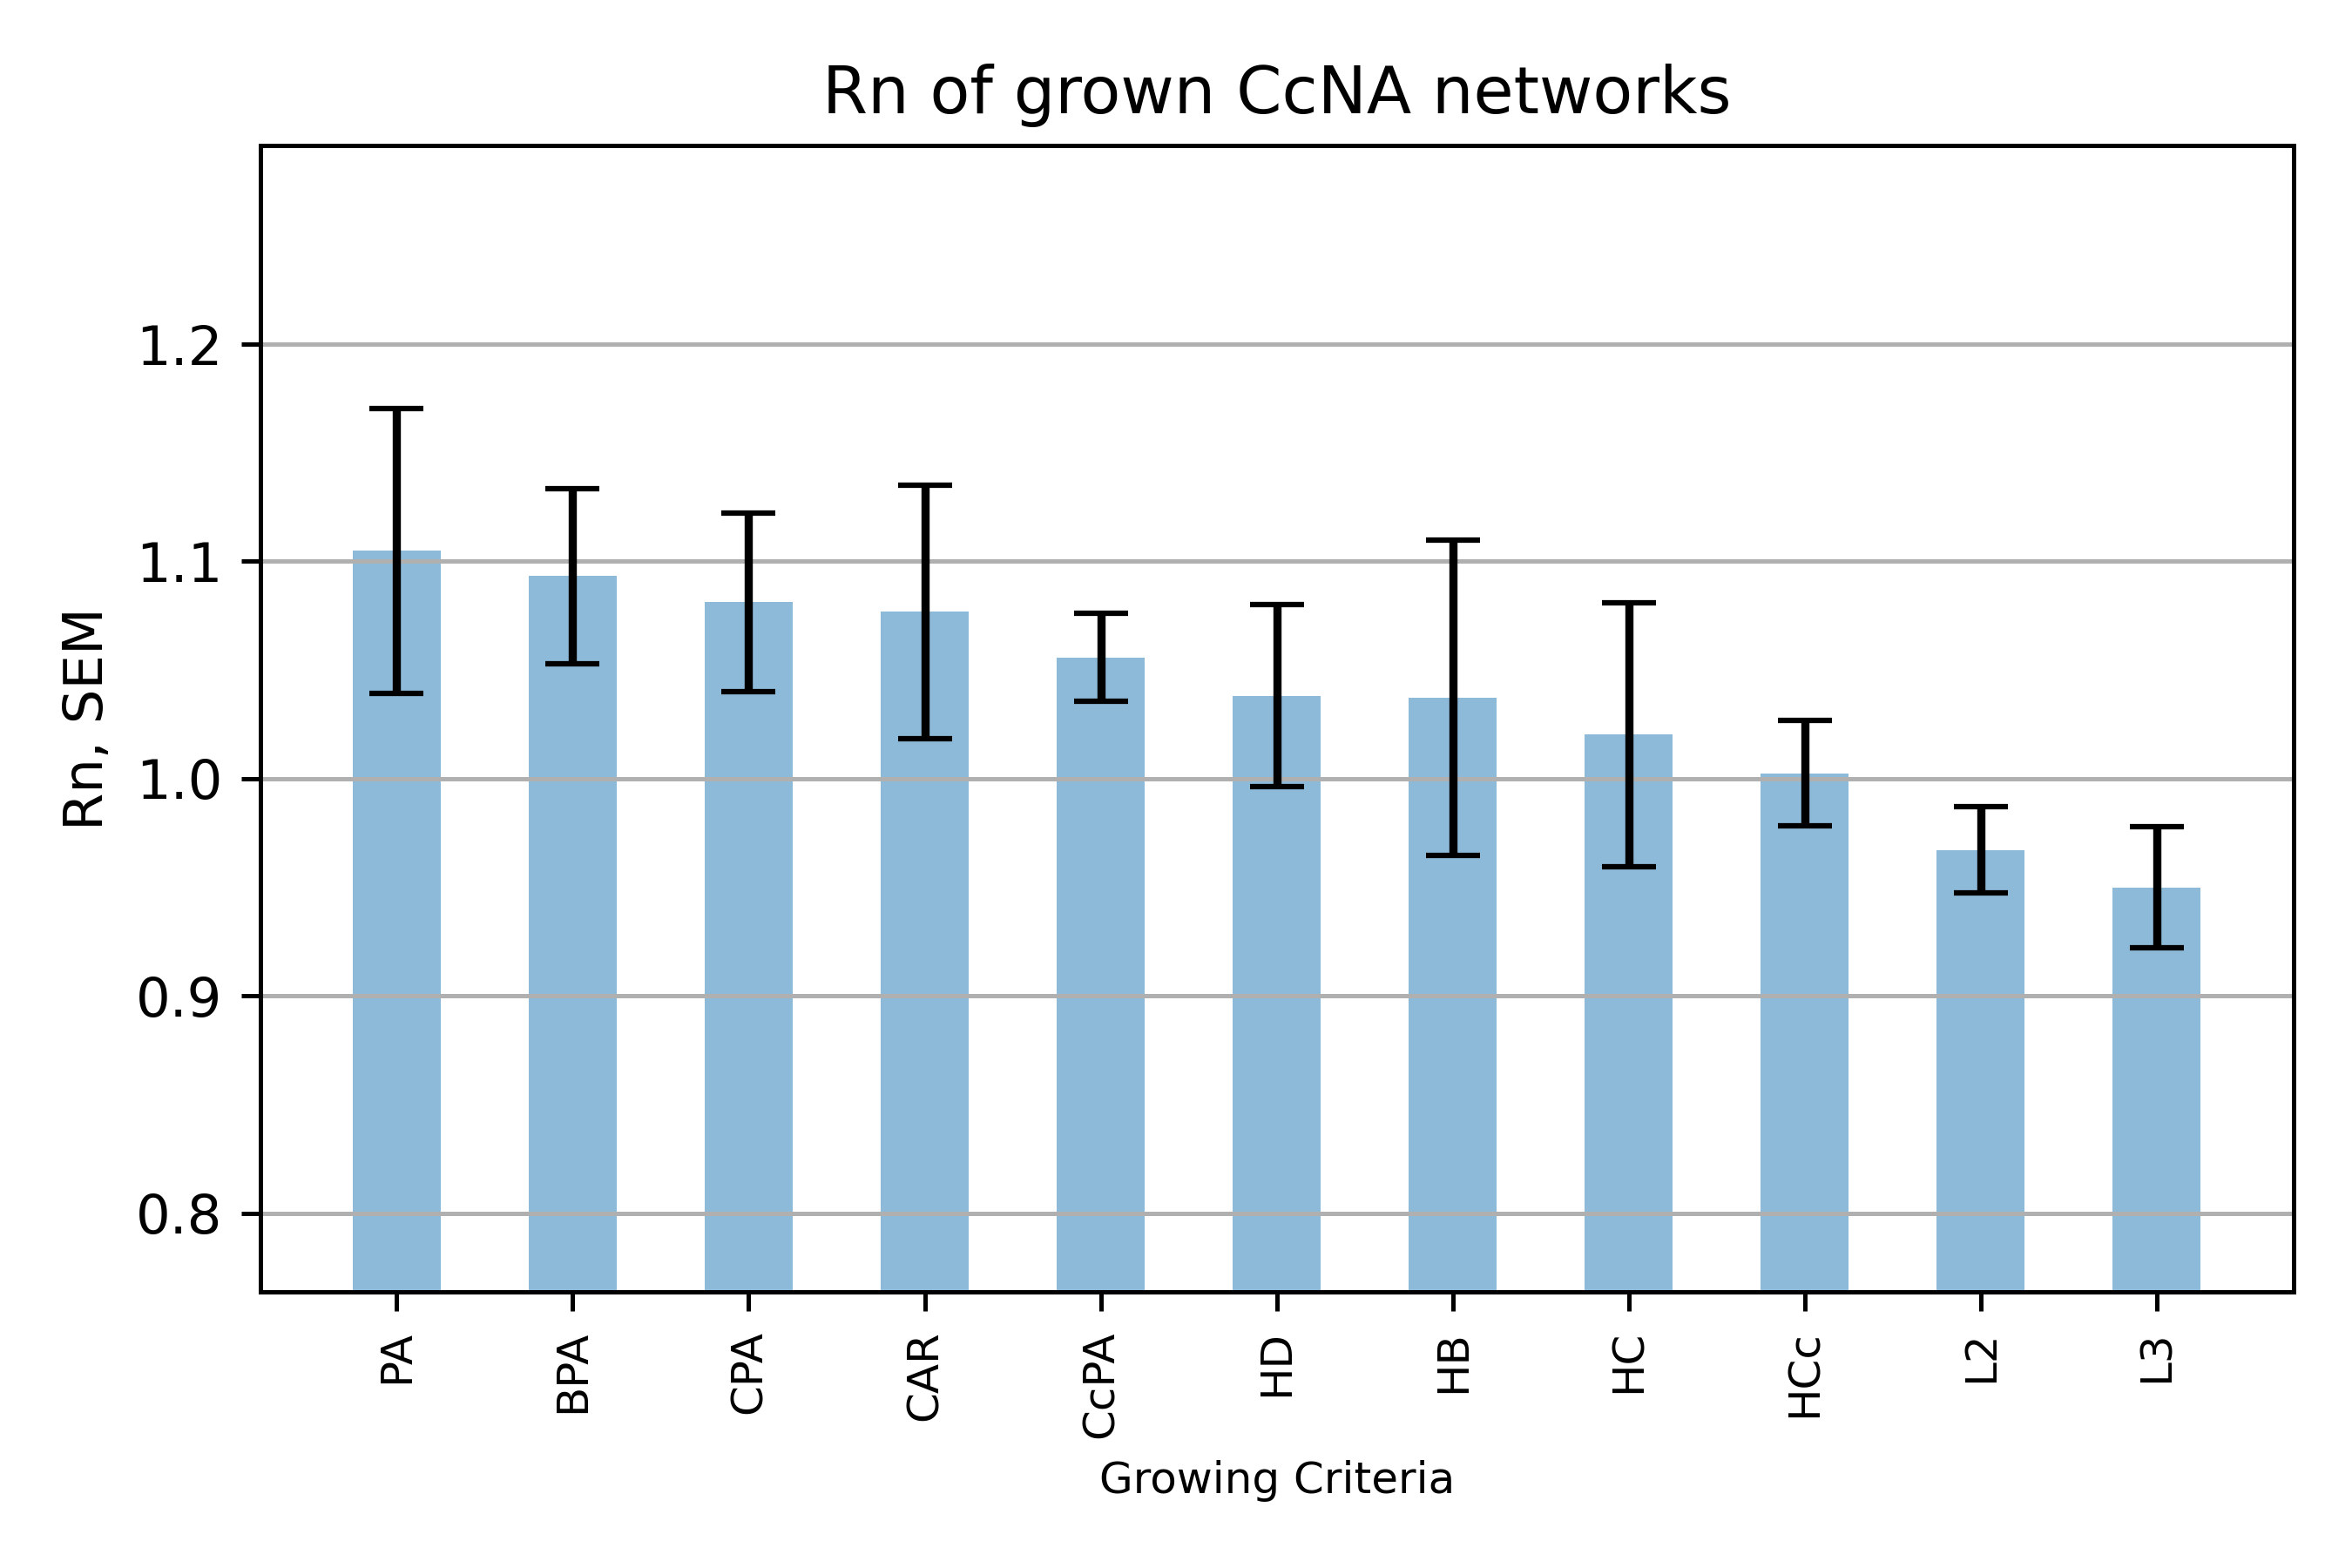 Rn of grown CcNA networks
Rn, SEM
1.2
1.1
1.0
0.9
0.8
PA
BPA
CPA
CAR
CcPA
HD
HB
HC
HCc
L2
L3
Growing Criteria